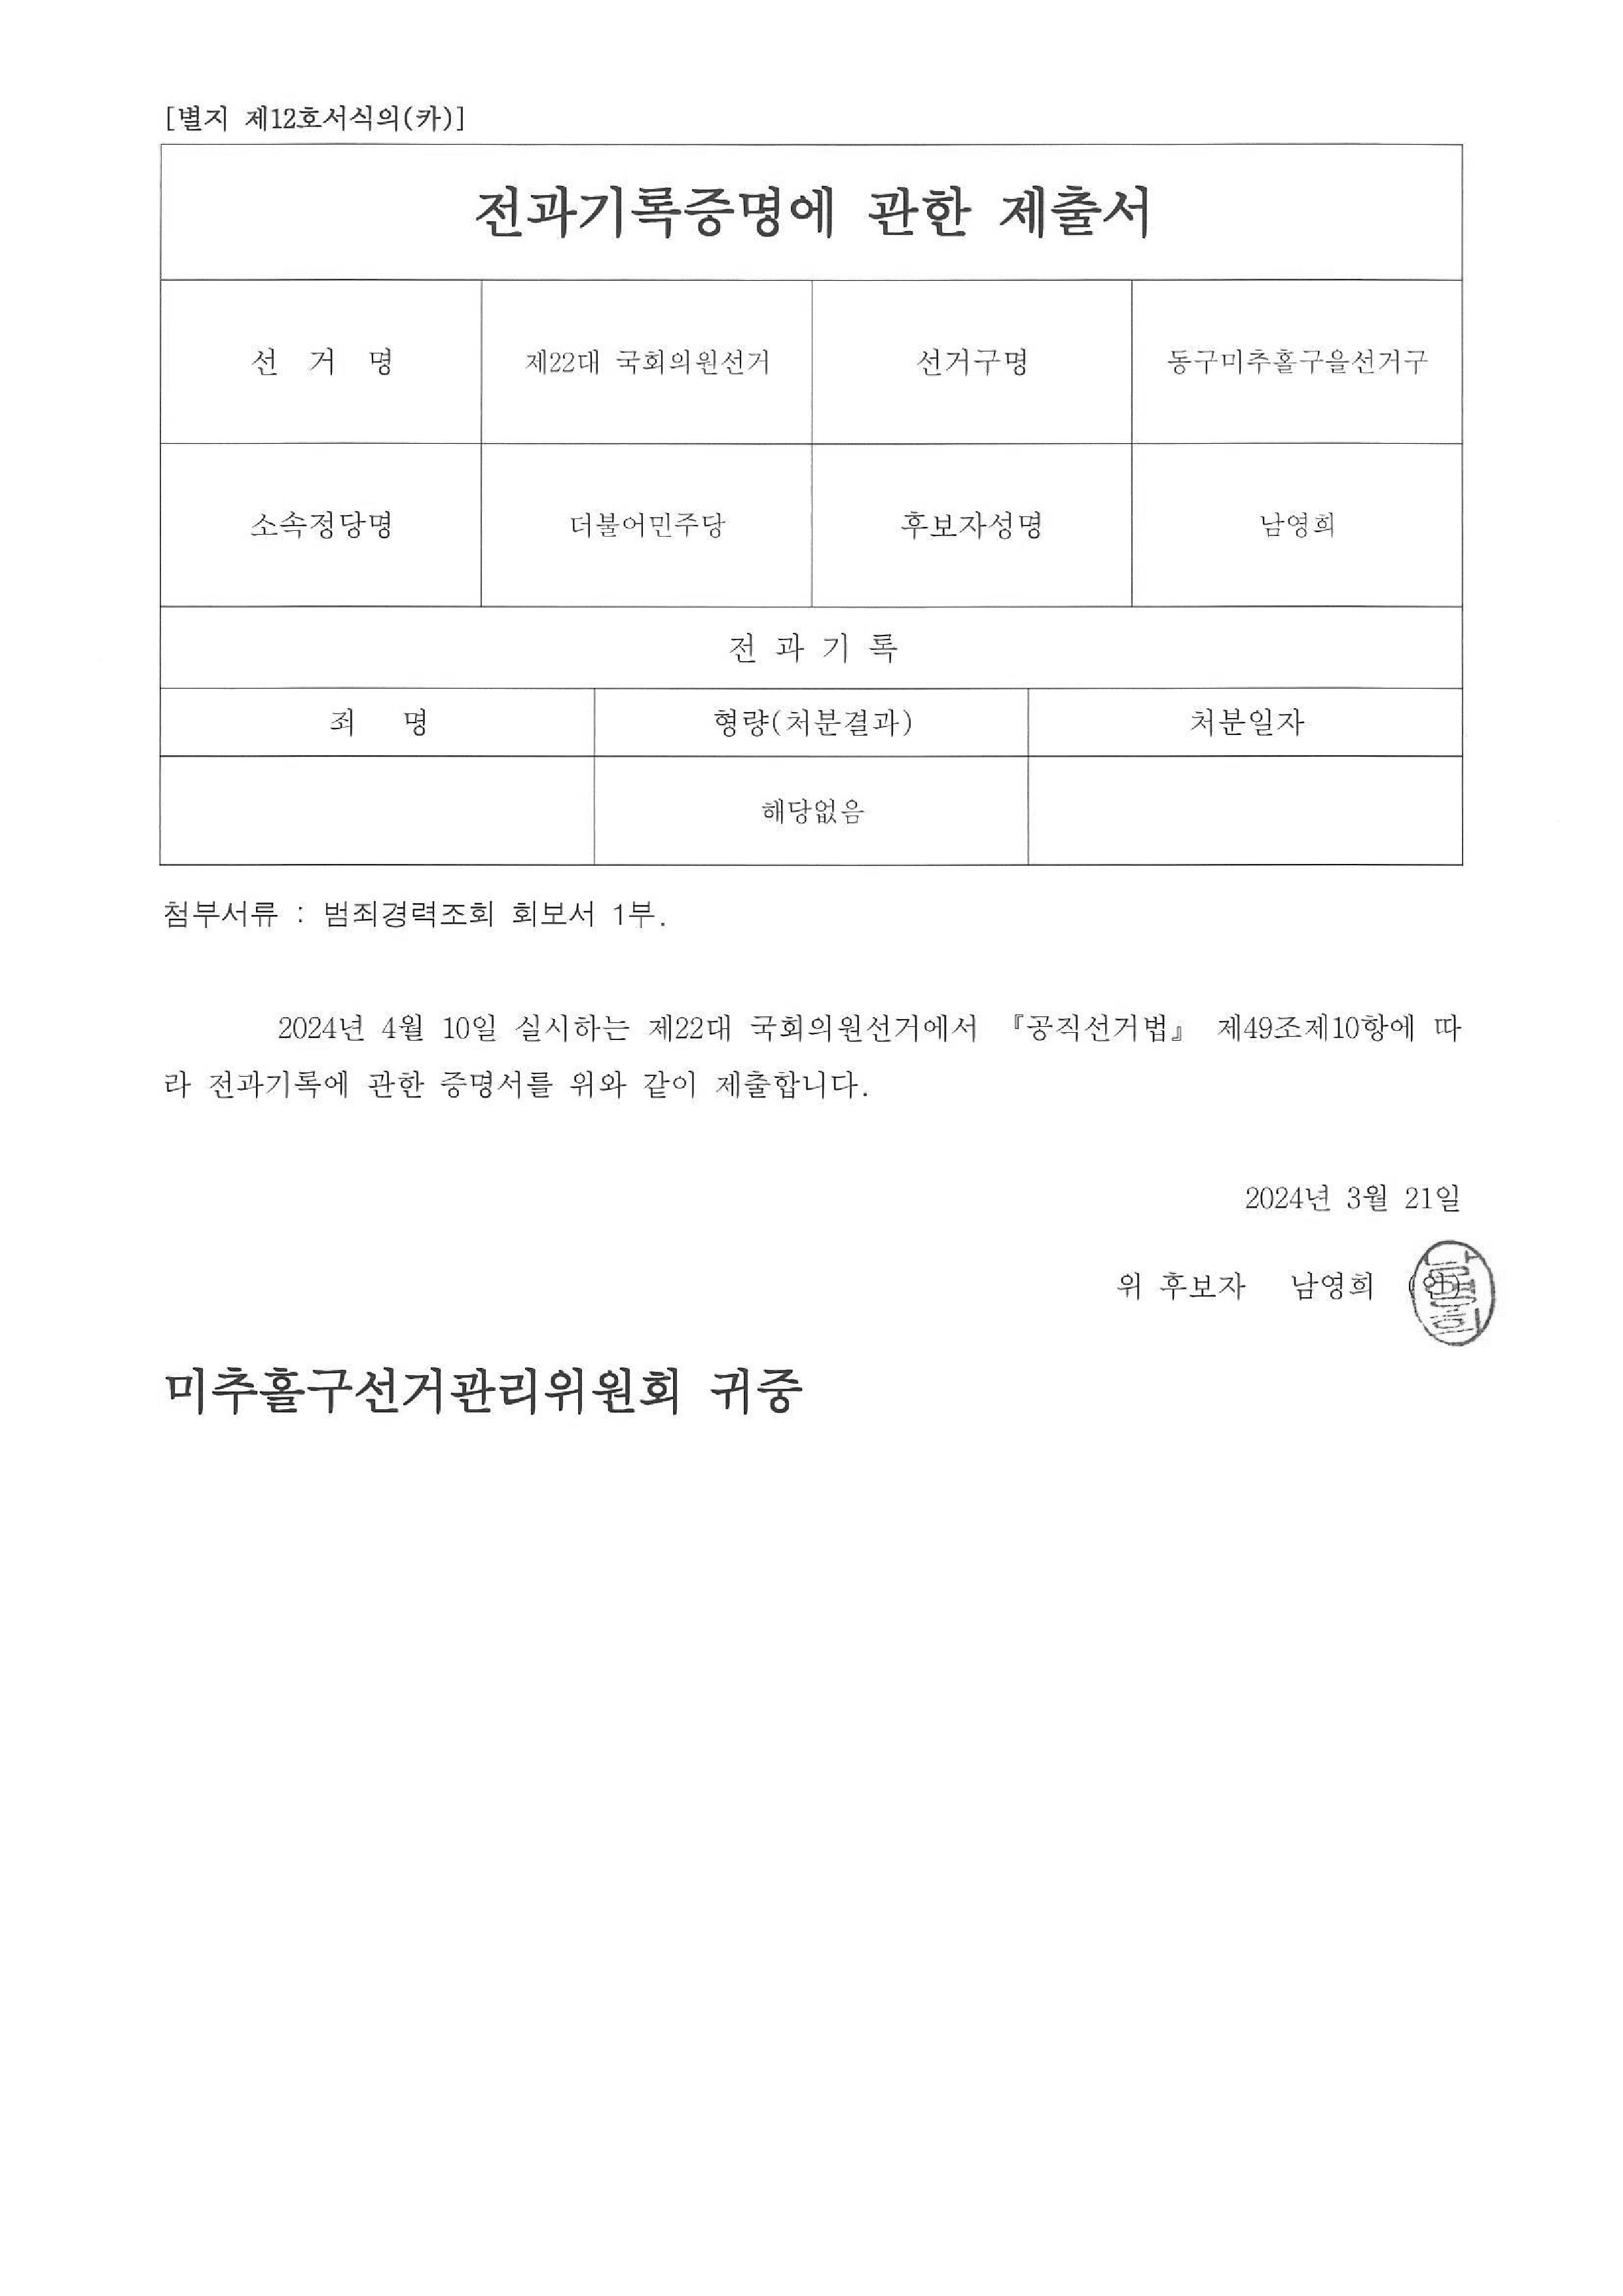 [별지 제12호서식의(카)]
전과기록증명에 관한 제출서
선 거 명 제22대 국회의원선거 선거구명 동구미추홀구을선거구
소속정당명 더불어민주당 후보자성명 남영희
전 과 기 록
죄 명 형량(처분결과) 처분일자
해당없음
첨부서류 : 범죄경력조회 회보서 1부.
2024년 4월 10일 실시하는 제22대 국회의원선거에서 『공직선거법』 제49조제10항에 따
라 전과기록에 관한 증명서를 위와 같이 제출합니다.
2024년 3월 21일
위 후보자 남영희 (인)
미추홀구선거관리위원회 귀중